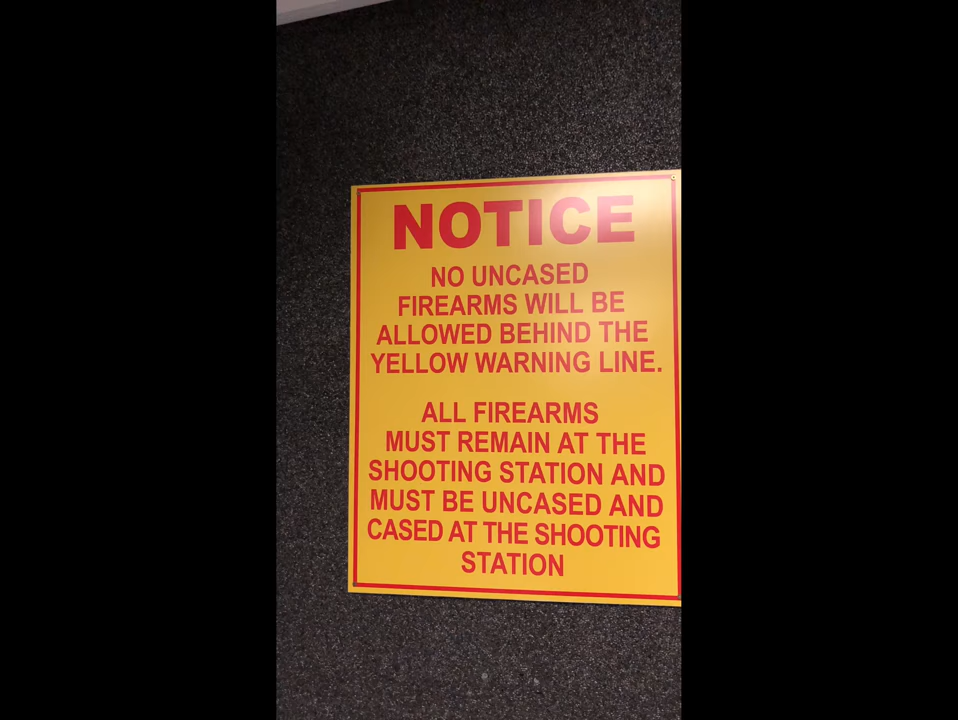 NOTICE
NO UNCASED
FIREARMS WILL BE
ALLOWED BEHIND THE
YELLOW WARNING LINE.
ALL FIREARMS
MUST REMAIN AT THE
SHOOTING STATION AND
MUST BE UNCASED AND
CASED AT THE SHOOTING
STATION